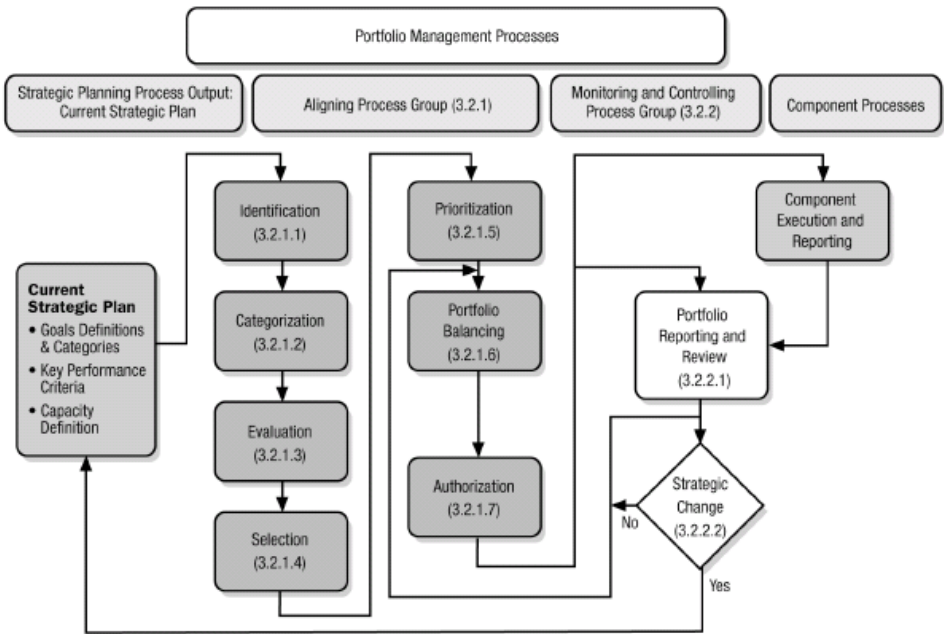 Portfolio Management Processes
Strategic Planning Process Output:
Current Strategic Plan
Aligning Process Group (3.2.1)
Monitoring and Controlling
Process Group (3.2.2)
Component Processes
Current
Strategic Plan
• Goals Definitions
& Categories
• Key Performance
Criteria
• Capacity
Definition
Identification
(3.2.1.1)
Categorization
(3.2.1.2)
Evaluation
(3.2.1.3)
Selection
(3.2.1.4)
Prioritization
(3.2.1.5)
Portfolio
Balancing
(3.2.1.6)
Authorization
(3.2.1.7)
Component
Execution and
Reporting
Portfolio
Reporting and
Review
(3.2.2.1)
Strategic
Change
(3.2.2.2)
No
Yes